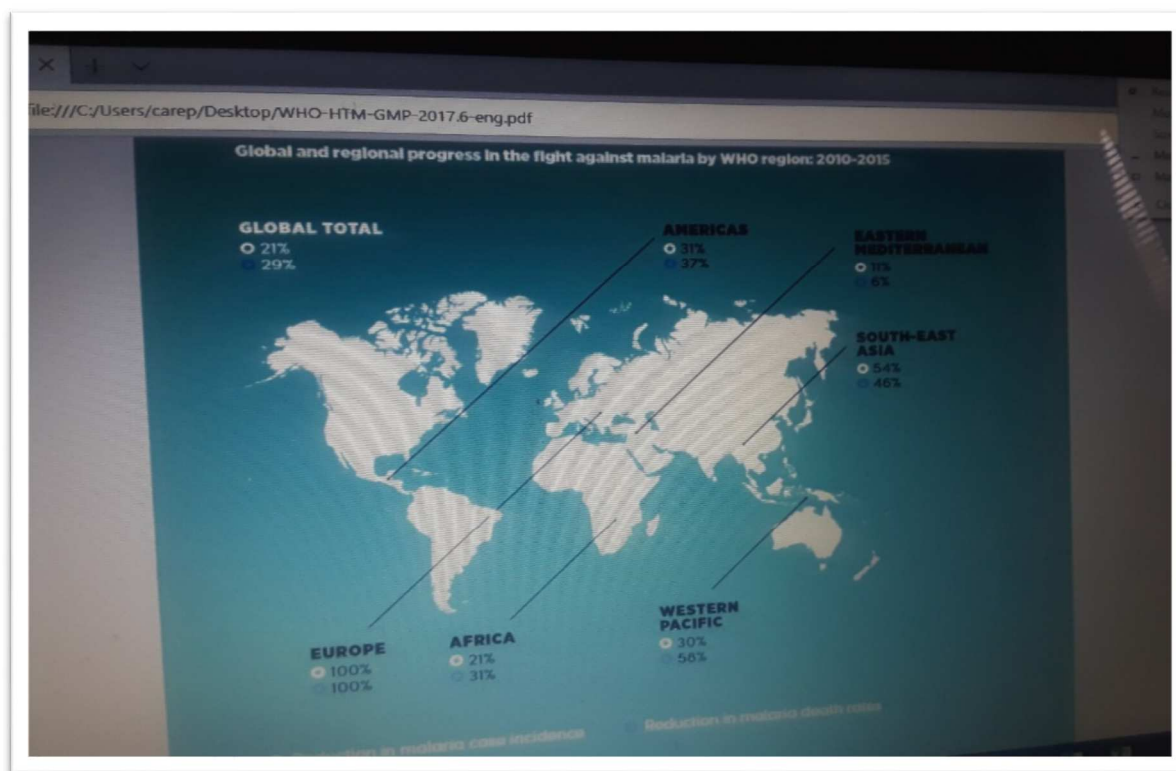 file:///C:/Users/carep/Desktop/WHO-HTM-GMP-2017.6-eng.pdf
Global and regional progress in the fight against malaria by WHO region: 2010-2015
GLOBAL TOTAL
21%
29%
AMERICAS
31%
37%
EASTERN
MEDITERRANEAN
11%
6%
SOUTH-EAST
ASIA
54%
46%
EUROPE
100%
100%
AFRICA
21%
31%
WESTERN
PACIFIC
30%
58%
Reduction in malaria case incidence
Reduction in malaria death rates